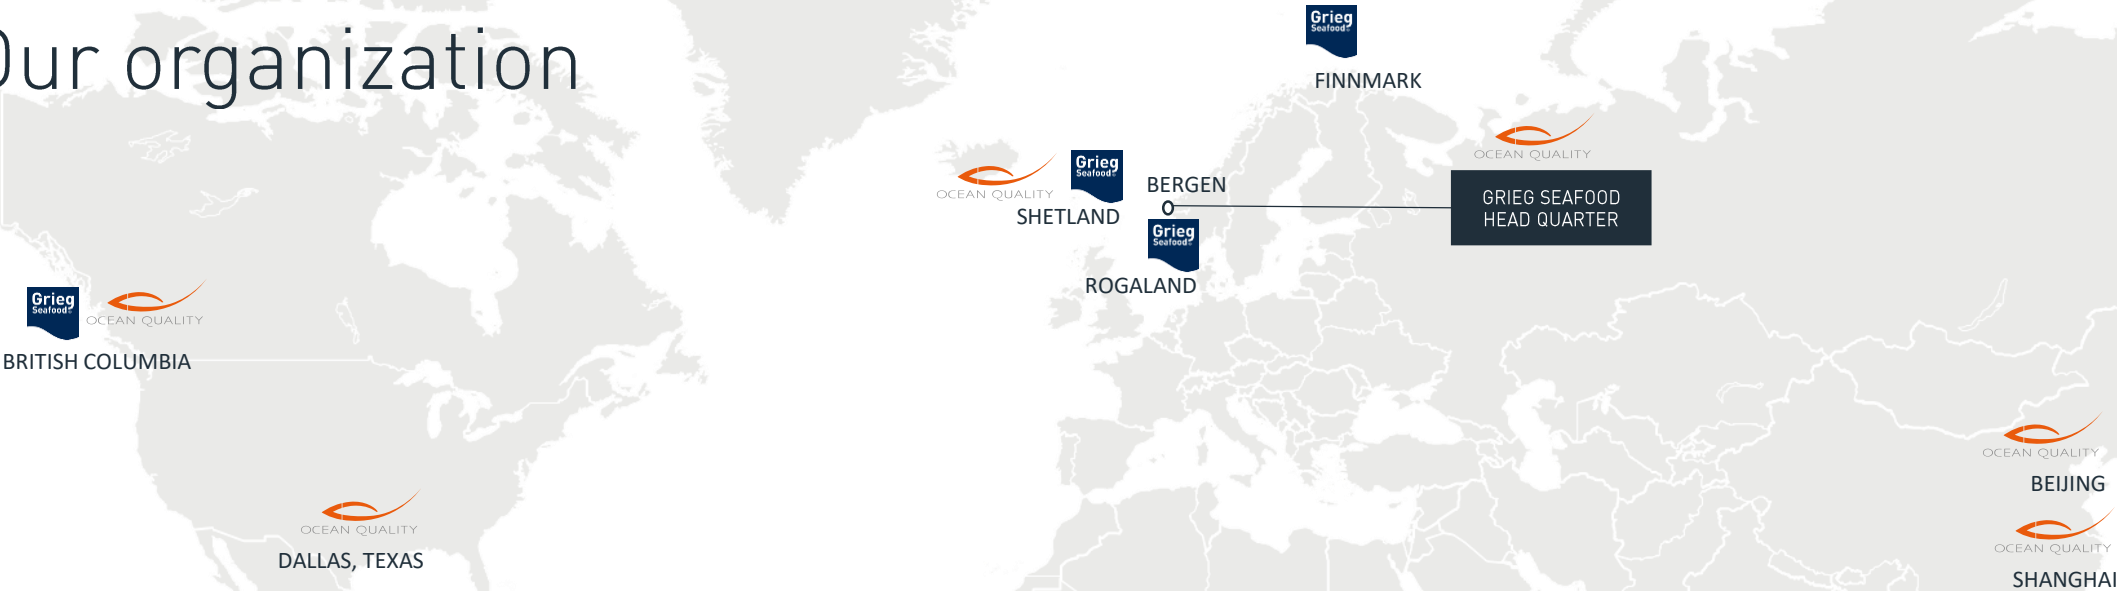 Our organization
Grieg
Seafood
FINNMARK
OCEAN QUALITY
GRIEG SEAFOOD
HEAD QUARTER
OCEAN QUALITY
Grieg
Seafood
SHETLAND
BERGEN
Grieg
Seafood
ROGALAND
Grieg
Seafood
OCEAN QUALITY
BRITISH COLUMBIA
OCEAN QUALITY
DALLAS, TEXAS
OCEAN QUALITY
BEIJING
OCEAN QUALITY
SHANGHAI